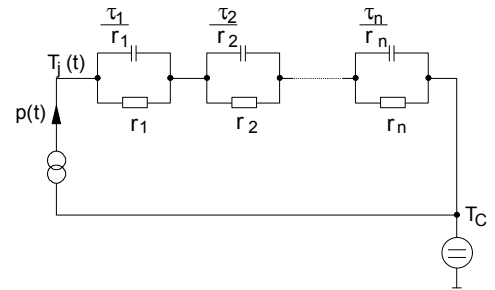 τ1/r1 τ2/r2 τn/rn
Tj (t)
r1 r2 rn
p(t)
TC